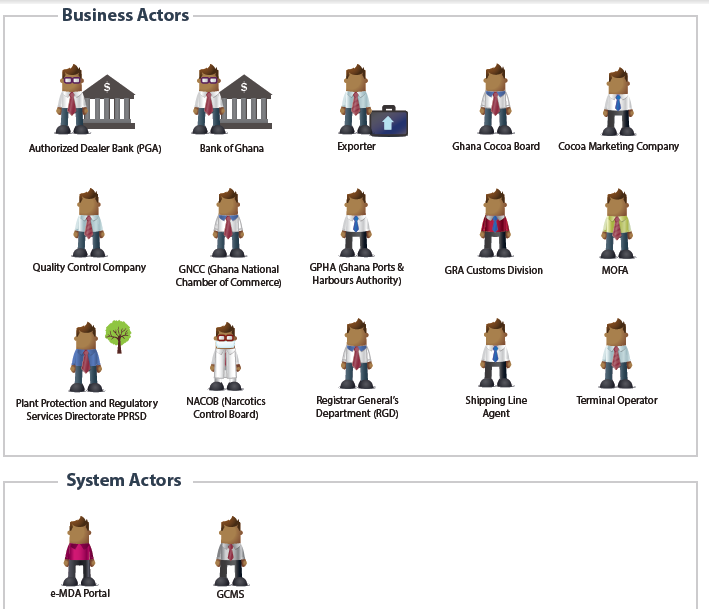 Business Actors
$
$
Authorized Dealer Bank (PGA)
Bank of Ghana
Exporter
Ghana Cocoa Board
Cocoa Marketing Company
Quality Control Company
GNCC (Ghana National
Chamber of Commerce)
GPHA (Ghana Ports &
Harbours Authority)
GRA Customs Division
MOFA
Plant Protection and Regulatory
Services Directorate PPRSD
NACOB (Narcotics
Control Board)
Registrar General's
Department (RGD)
Shipping Line
Agent
Terminal Operator
System Actors
e-MDA Portal
GCMS